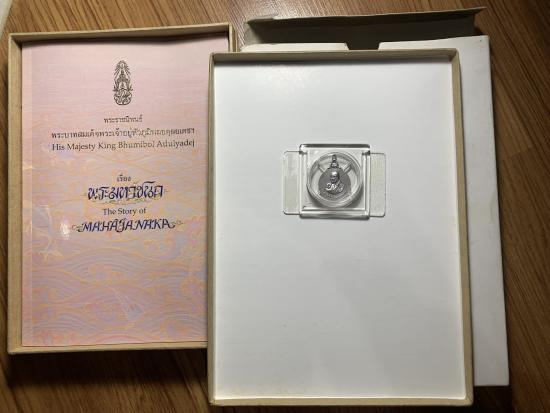 พระราชนิพนธ์
พระบาทสมเด็จพระเจ้าอยู่หัวภูมิพลอดุลยเดชฯ
His Majesty King Bhumibol Adulyadej
เรื่อง
พระมหาชนก
The Story of
MAHAJANAKA